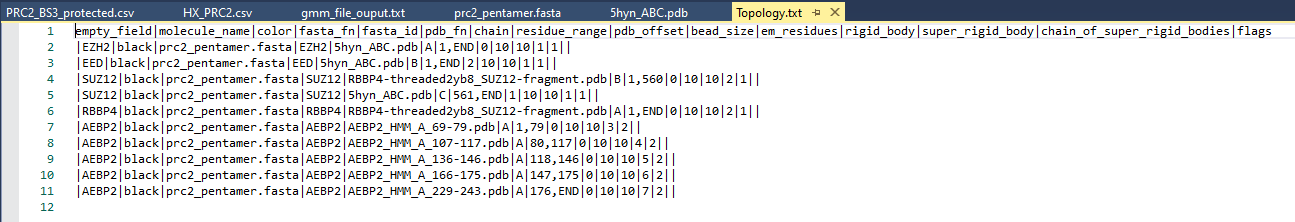 PRC2_BS3_protected.csv HX_PRC2.csv gmm_file_ouput.txt prc2_pentamer.fasta 5hyn_ABC.pdb Topology.txt
1 empty_field|molecule_name|color|fasta_fn|fasta_id|pdb_fn|chain|residue_range|pdb_offset|bead_size|em_residues|rigid_body|super_rigid_body|chain_of_super_rigid_bodies|flags
2 |EZH2|black|prc2_pentamer.fasta|EZH2|5hyn_ABC.pdb|A|1,END|0|10|10|1|1||
3 |EED|black|prc2_pentamer.fasta|EED|5hyn_ABC.pdb|B|1,END|2|10|10|1|1||
4 |SUZ12|black|prc2_pentamer.fasta|SUZ12|RBBP4-threaded2yb8_SUZ12-fragment.pdb|B|1,560|0|10|10|2|1||
5 |SUZ12|black|prc2_pentamer.fasta|SUZ12|5hyn_ABC.pdb|C|561,END|1|10|10|1|1||
6 |RBBP4|black|prc2_pentamer.fasta|RBBP4|RBBP4-threaded2yb8_SUZ12-fragment.pdb|A|1,END|0|10|10|2|1||
7 |AEBP2|black|prc2_pentamer.fasta|AEBP2|AEBP2_HMM_A_69-79.pdb|A|1,79|0|10|10|3|2||
8 |AEBP2|black|prc2_pentamer.fasta|AEBP2|AEBP2_HMM_A_107-117.pdb|A|80,117|0|10|10|4|2||
9 |AEBP2|black|prc2_pentamer.fasta|AEBP2|AEBP2_HMM_A_136-146.pdb|A|118,146|0|10|10|5|2||
10 |AEBP2|black|prc2_pentamer.fasta|AEBP2|AEBP2_HMM_A_166-175.pdb|A|147,175|0|10|10|6|2||
11 |AEBP2|black|prc2_pentamer.fasta|AEBP2|AEBP2_HMM_A_229-243.pdb|A|176,END|0|10|10|7|2||
12